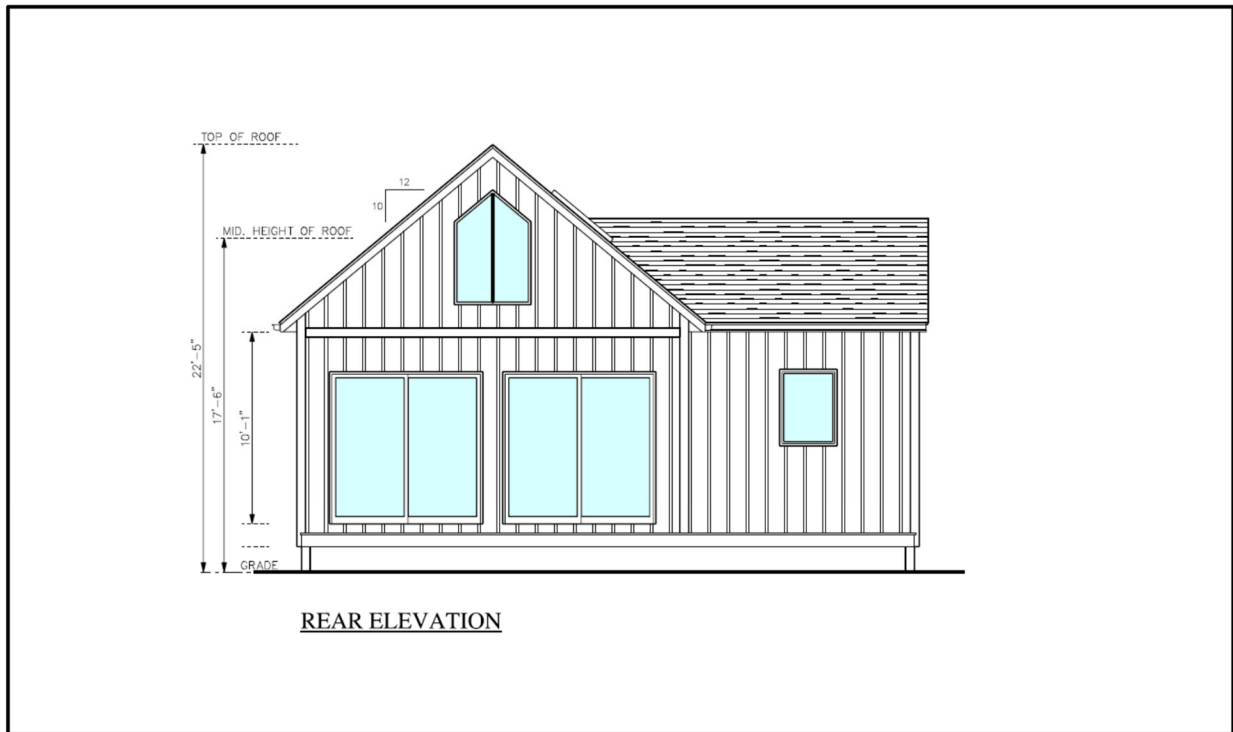 TOP OF ROOF
12
10
MID. HEIGHT OF ROOF
22'-5"
17'-6"
10'-1"
GRADE
REAR ELEVATION